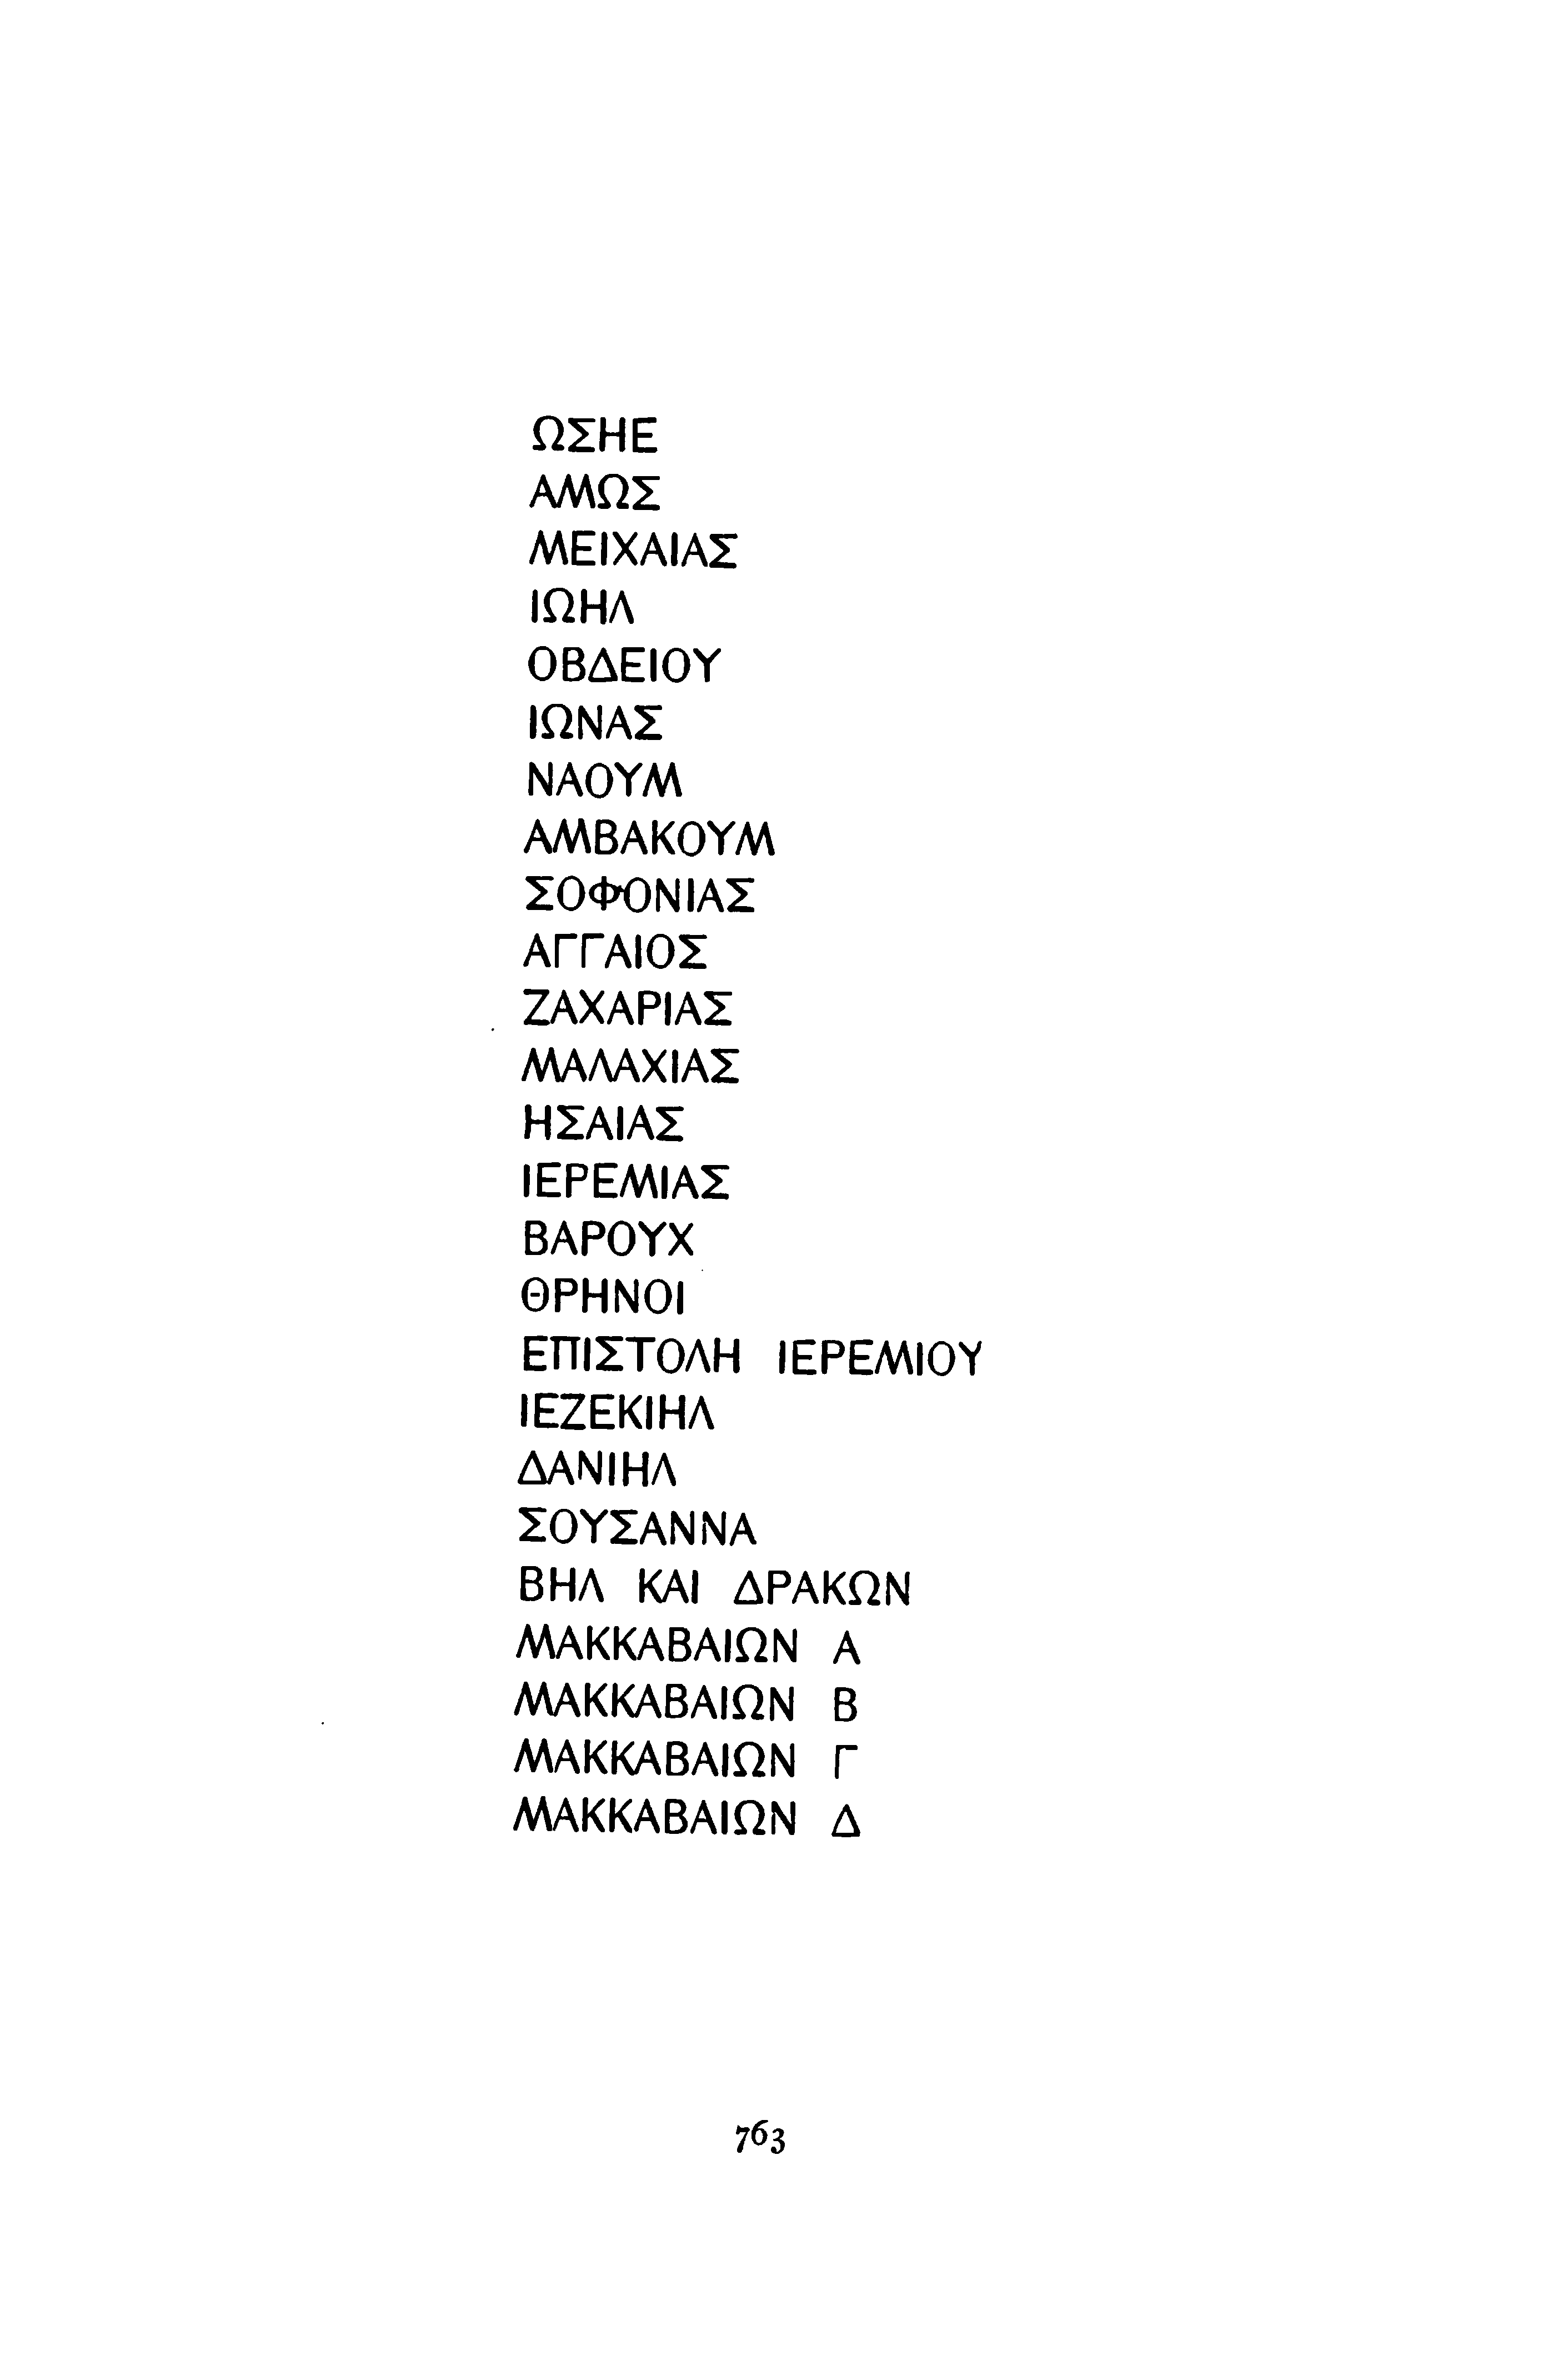 ΩΣΗΕ
ΑΜΩΣ
ΜΕΙΧΑΙΑΣ
ΙΩΗΛ
ΟΒΔΕΙΟΥ
ΙΩΝΑΣ
ΝΑΟΥΜ
ΑΜΒΑΚΟΥΜ
ΣΟΦΟΝΙΑΣ
ΑΓΓΑΙΟΣ
ΖΑΧΑΡΙΑΣ
ΜΑΛΑΧΙΑΣ
ΗΣΑΙΑΣ
ΙΕΡΕΜΙΑΣ
ΒΑΡΟΥΧ
ΘΡΗΝΟΙ
ΕΠΙΣΤΟΛΗ ΙΕΡΕΜΙΟΥ
ΙΕΖΕΚΙΗΛ
ΔΑΝΙΗΛ
ΣΟΥΣΑΝΝΑ
ΒΗΛ ΚΑΙ ΔΡΑΚΩΝ
ΜΑΚΚΑΒΑΙΩΝ Α
ΜΑΚΚΑΒΑΙΩΝ Β
ΜΑΚΚΑΒΑΙΩΝ Γ
ΜΑΚΚΑΒΑΙΩΝ Δ
763